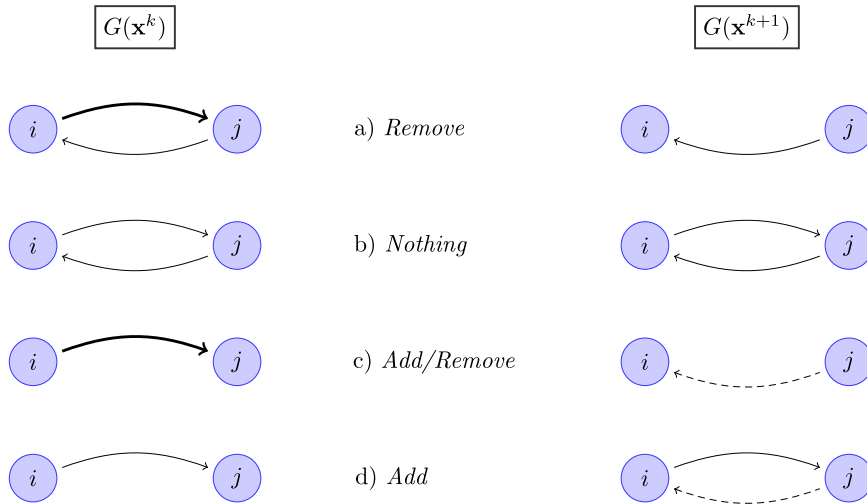 G(x^k) G(x^{k+1})
i j a) Remove i j
i j b) Nothing i j
i j c) Add/Remove i j
i j d) Add i j